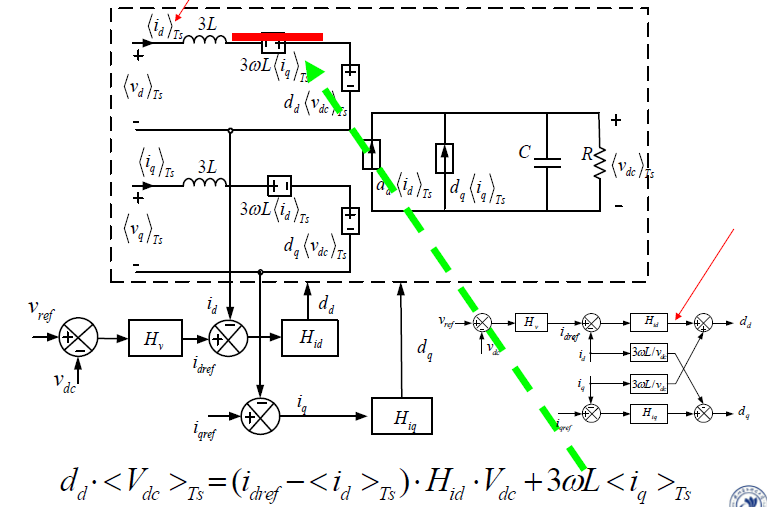 ⟨i_d⟩_Ts 3L
+
3ωL⟨i_q⟩_Ts
⟨v_d⟩_Ts
d_d⟨v_dc⟩_Ts
-
⟨i_q⟩_Ts 3L
+
3ωL⟨i_d⟩_Ts
⟨v_q⟩_Ts
d_q⟨v_dc⟩_Ts
-
d_d⟨i_d⟩_Ts d_q⟨i_q⟩_Ts C R + ⟨v_dc⟩_Ts -
i_d d_d
v_ref + - H_v i_dref + - H_id
v_dc
d_q
i_qref + - i_q H_iq
v_ref + - H_v i_dref + - H_id + + d_d
v_dc
i_d 3ωL/v_dc
i_q 3ωL/v_dc
i_qref + - H_iq + - d_q
d_d·<V_dc>_Ts=(i_dref-<i_d>_Ts)·H_id·V_dc+3ωL<i_q>_Ts